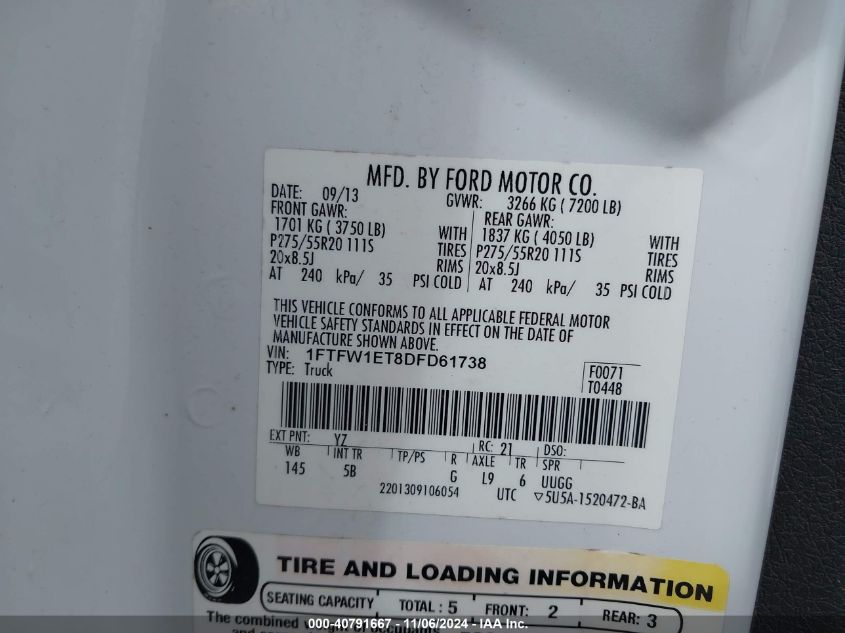 MFD. BY FORD MOTOR CO.
DATE: 09/13 GVWR: 3266 KG ( 7200 LB)
FRONT GAWR: REAR GAWR:
1701 KG ( 3750 LB) WITH 1837 KG ( 4050 LB) WITH
P275/55R20 111S TIRES P275/55R20 111S TIRES
20x8.5J RIMS 20x8.5J RIMS
AT 240 kPa/ 35 PSI COLD AT 240 kPa/ 35 PSI COLD
THIS VEHICLE CONFORMS TO ALL APPLICABLE FEDERAL MOTOR
VEHICLE SAFETY STANDARDS IN EFFECT ON THE DATE OF
MANUFACTURE SHOWN ABOVE.
VIN: 1FTFW1ET8DFD61738
TYPE: Truck
F0071
T0448
EXT PNT: YZ RC: 21 DSO:
WB INT TR TP/PS R AXLE TR SPR
145 5B G L9 6 UUGG
2201309106054 UTC ▽5U5A-1520472-BA
TIRE AND LOADING INFORMATION
SEATING CAPACITY TOTAL : 5 FRONT: 2 REAR: 3
The combined weight of occupants
000-40791667 - 11/06/2024 - IAA Inc.